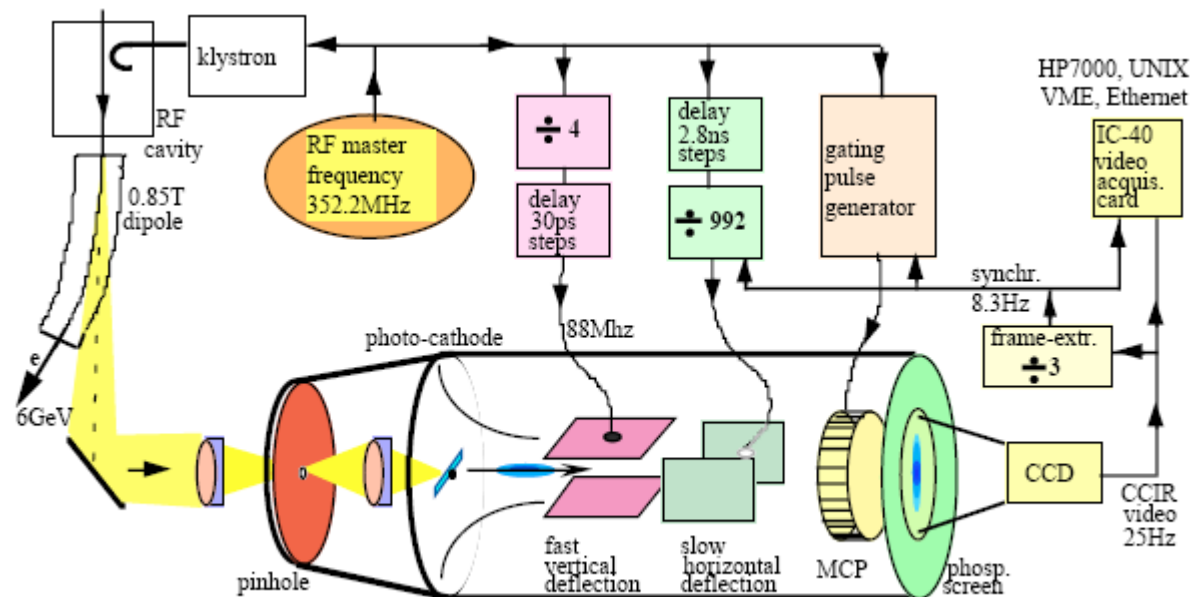 klystron
RF
cavity
0.85T
dipole
e
6GeV
RF master
frequency
352.2MHz
÷ 4
delay
30ps
steps
delay
2.8ns
steps
÷ 992
gating
pulse
generator
HP7000, UNIX
VME, Ethernet
IC-40
video
acquis.
card
synchr.
8.3Hz
frame-extr.
÷ 3
88Mhz
photo-cathode
pinhole
fast
vertical
deflection
slow
horizontal
deflection
MCP
phosp.
screen
CCD
CCIR
video
25Hz